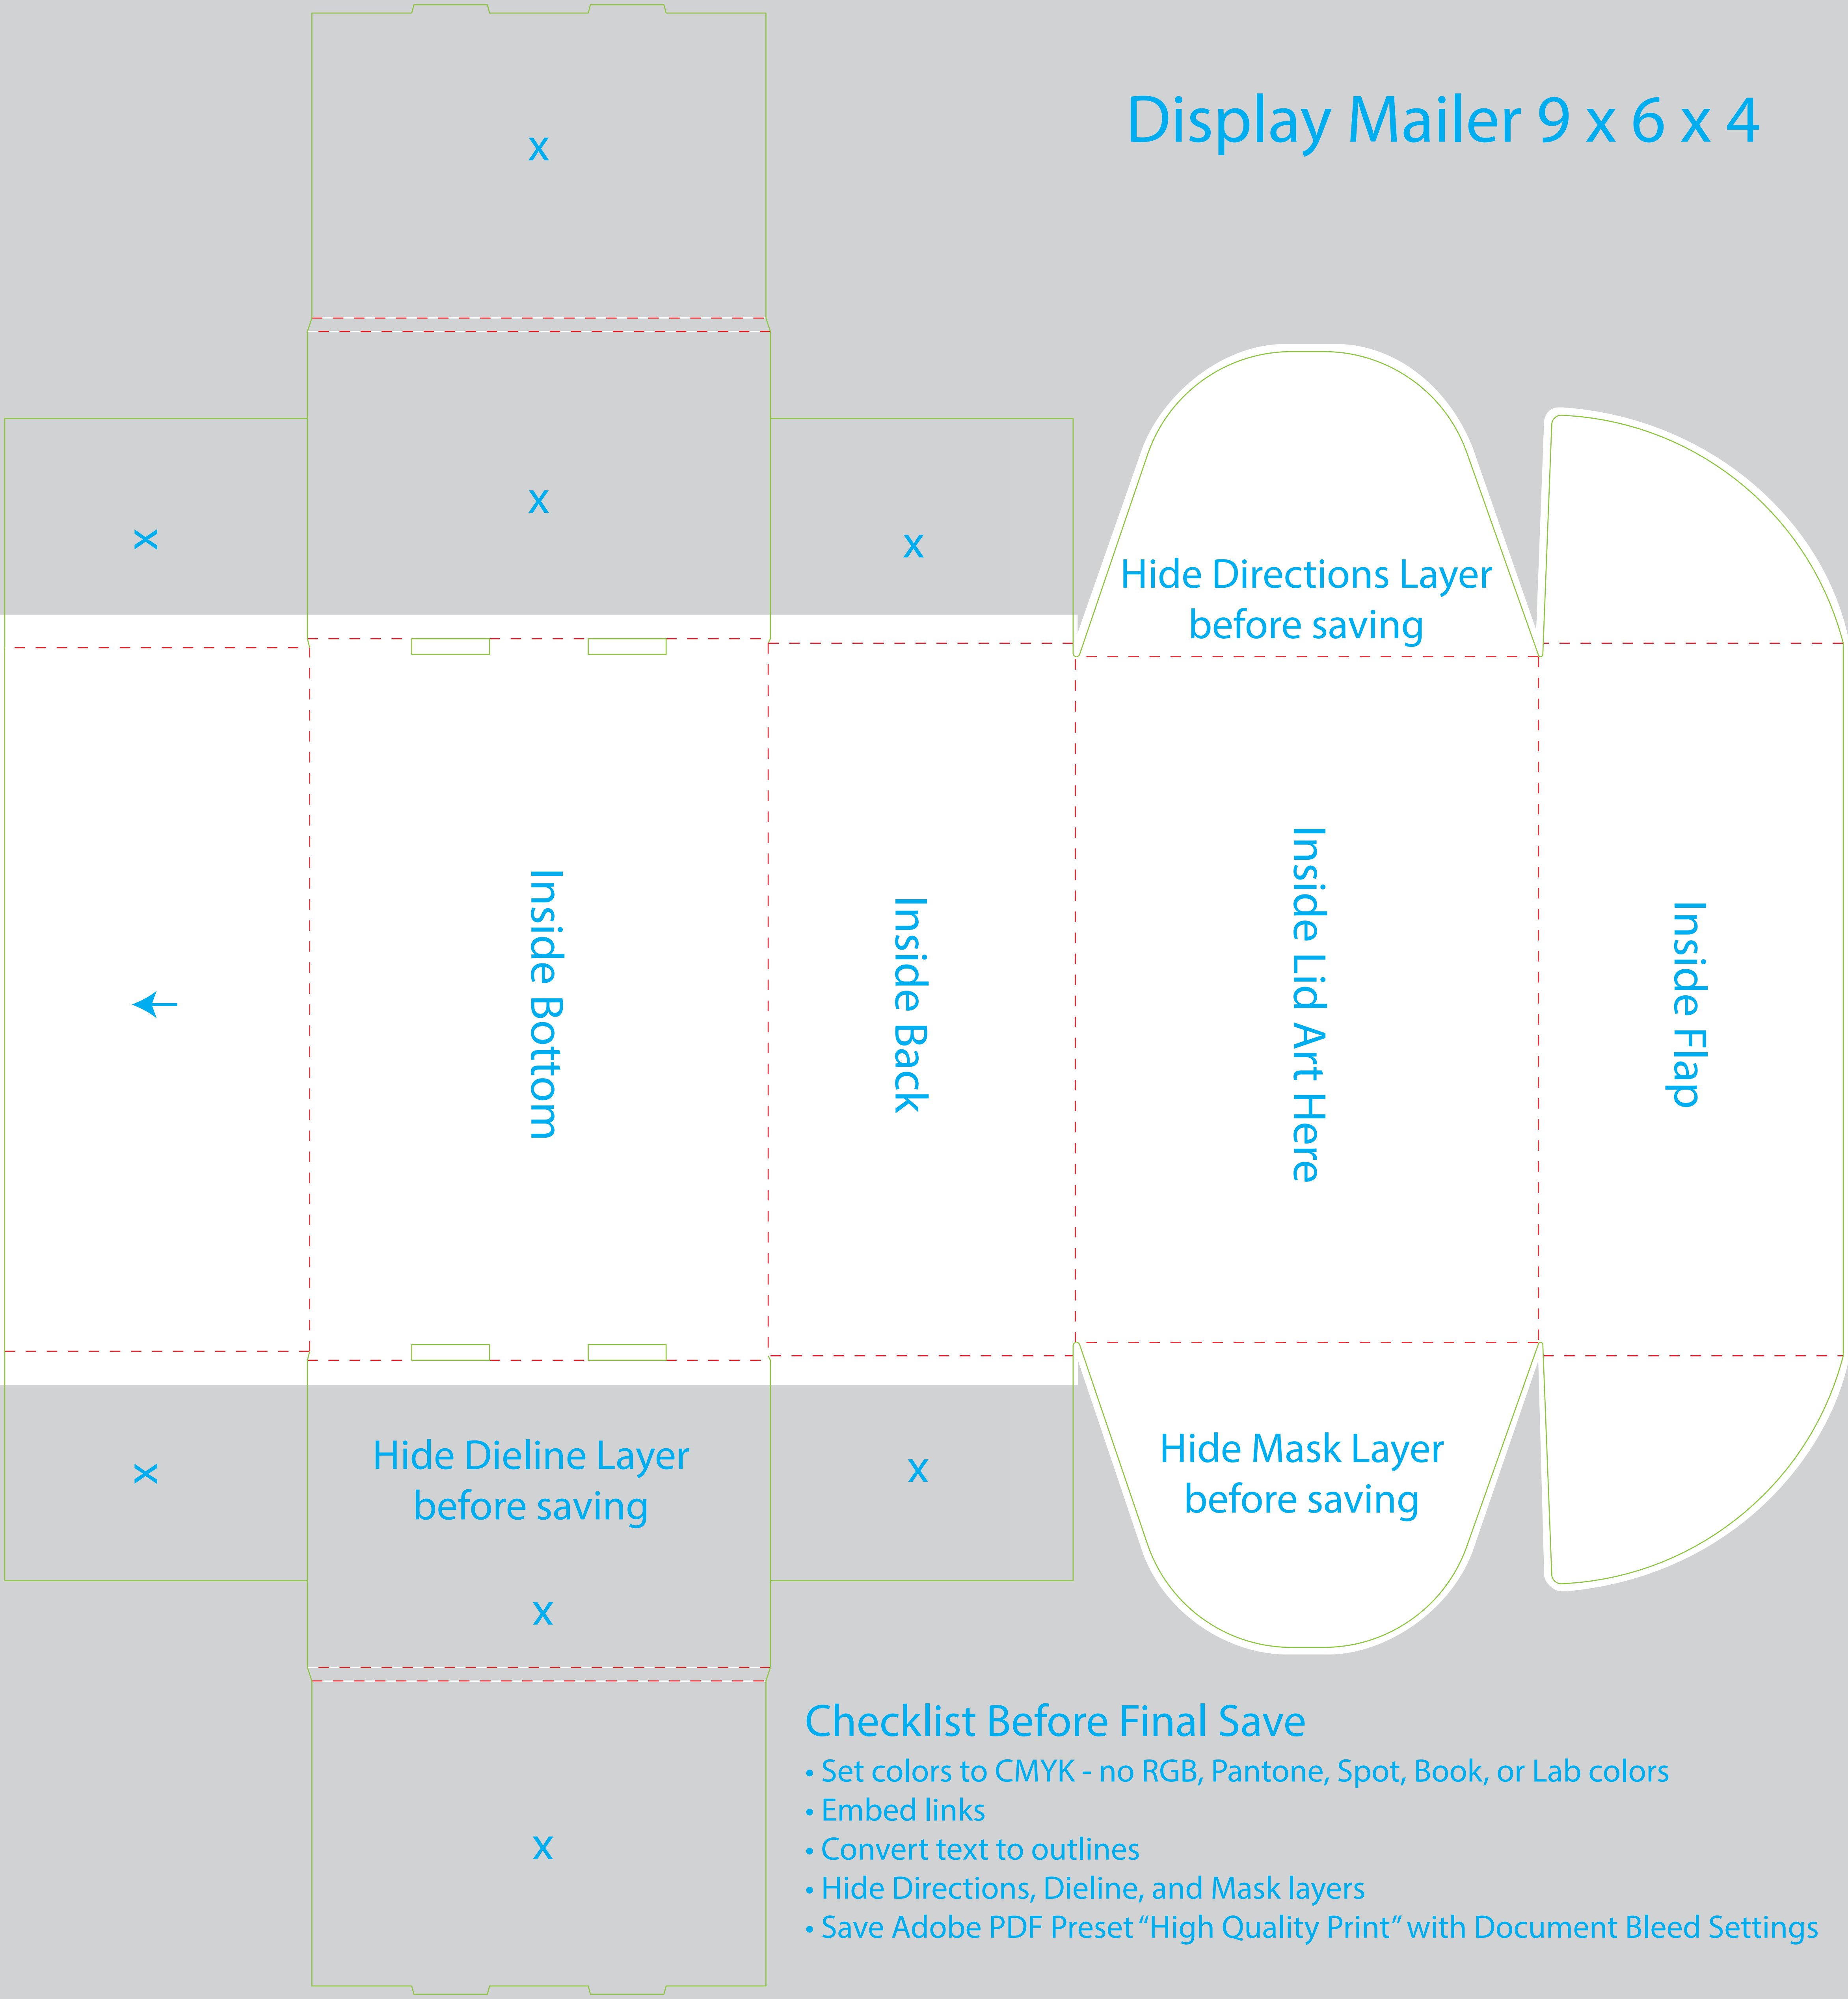 Display Mailer 9 x 6 x 4
x
x
x
x
Hide Directions Layer
before saving
Inside Bottom
Inside Back
Inside Lid Art Here
Inside Flap
Hide Dieline Layer
before saving
Hide Mask Layer
before saving
x
x
x
x
Checklist Before Final Save
• Set colors to CMYK - no RGB, Pantone, Spot, Book, or Lab colors
• Embed links
• Convert text to outlines
• Hide Directions, Dieline, and Mask layers
• Save Adobe PDF Preset “High Quality Print” with Document Bleed Settings